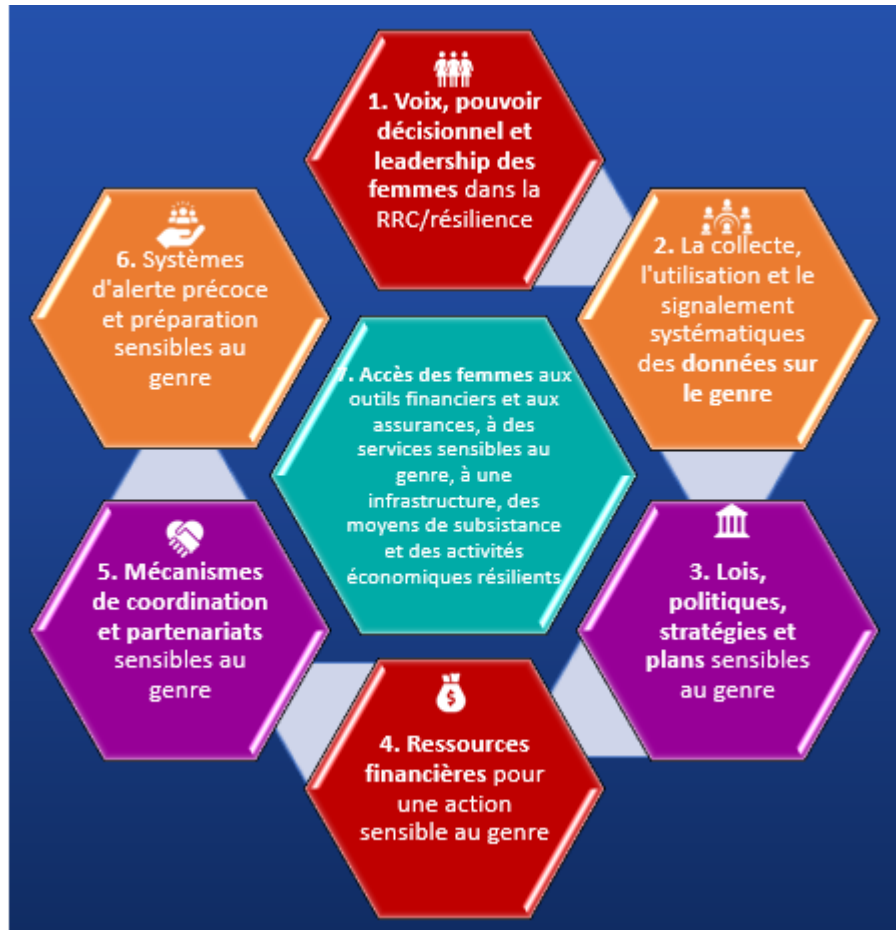 1. Voix, pouvoir
décisionnel et
leadership des
femmes dans la
RRC/résilience
2. La collecte,
l'utilisation et le
signalement
systématiques
des données sur
le genre
3. Lois,
politiques,
stratégies et
plans sensibles
au genre
4. Ressources
financières pour
une action
sensible au genre
5. Mécanismes
de coordination
et partenariats
sensibles au
genre
6. Systèmes
d'alerte précoce
et préparation
sensibles au
genre
7. Accès des femmes aux
outils financiers et aux
assurances, à des
services sensibles au
genre, à une
infrastructure, des
moyens de subsistance
et des activités
économiques résilients